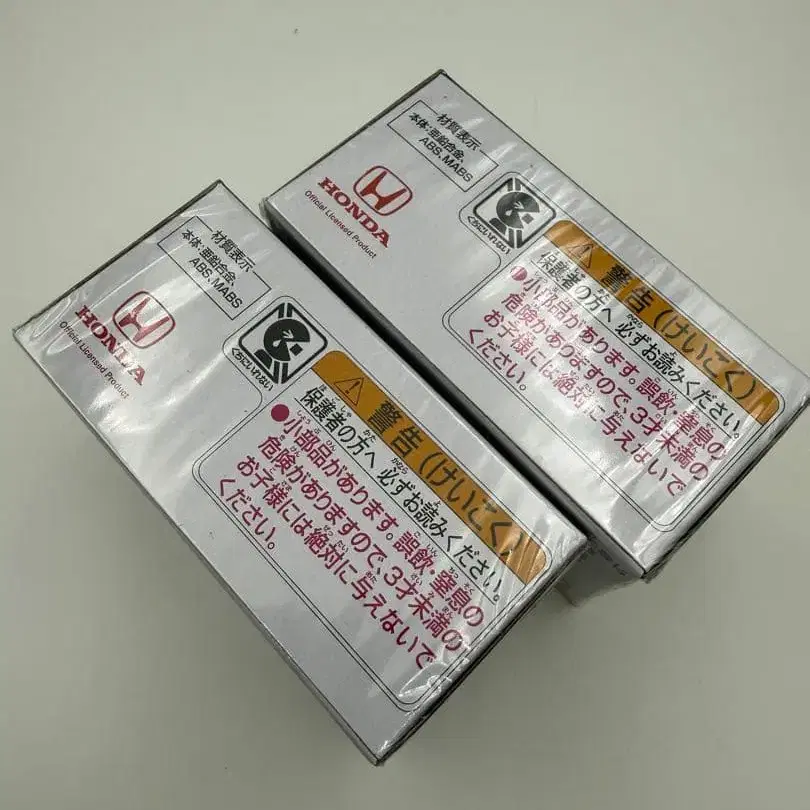 材質表示
本体:亜鉛合金、
ABS、MABS
HONDA
Official Licensed Product
くちにいれない
警告(けいこく)
保護者の方へ 必ずお読みください。
●小部品があります。誤飲・窒息の
危険がありますので、3才未満の
お子様には絶対に与えないで
ください。
材質表示
本体:亜鉛合金、
ABS、MABS
HONDA
Official Licensed Product
くちにいれない
警告(けいこく)
保護者の方へ 必ずお読みください。
●小部品があります。誤飲・窒息の
危険がありますので、3才未満の
お子様には絶対に与えないで
ください。